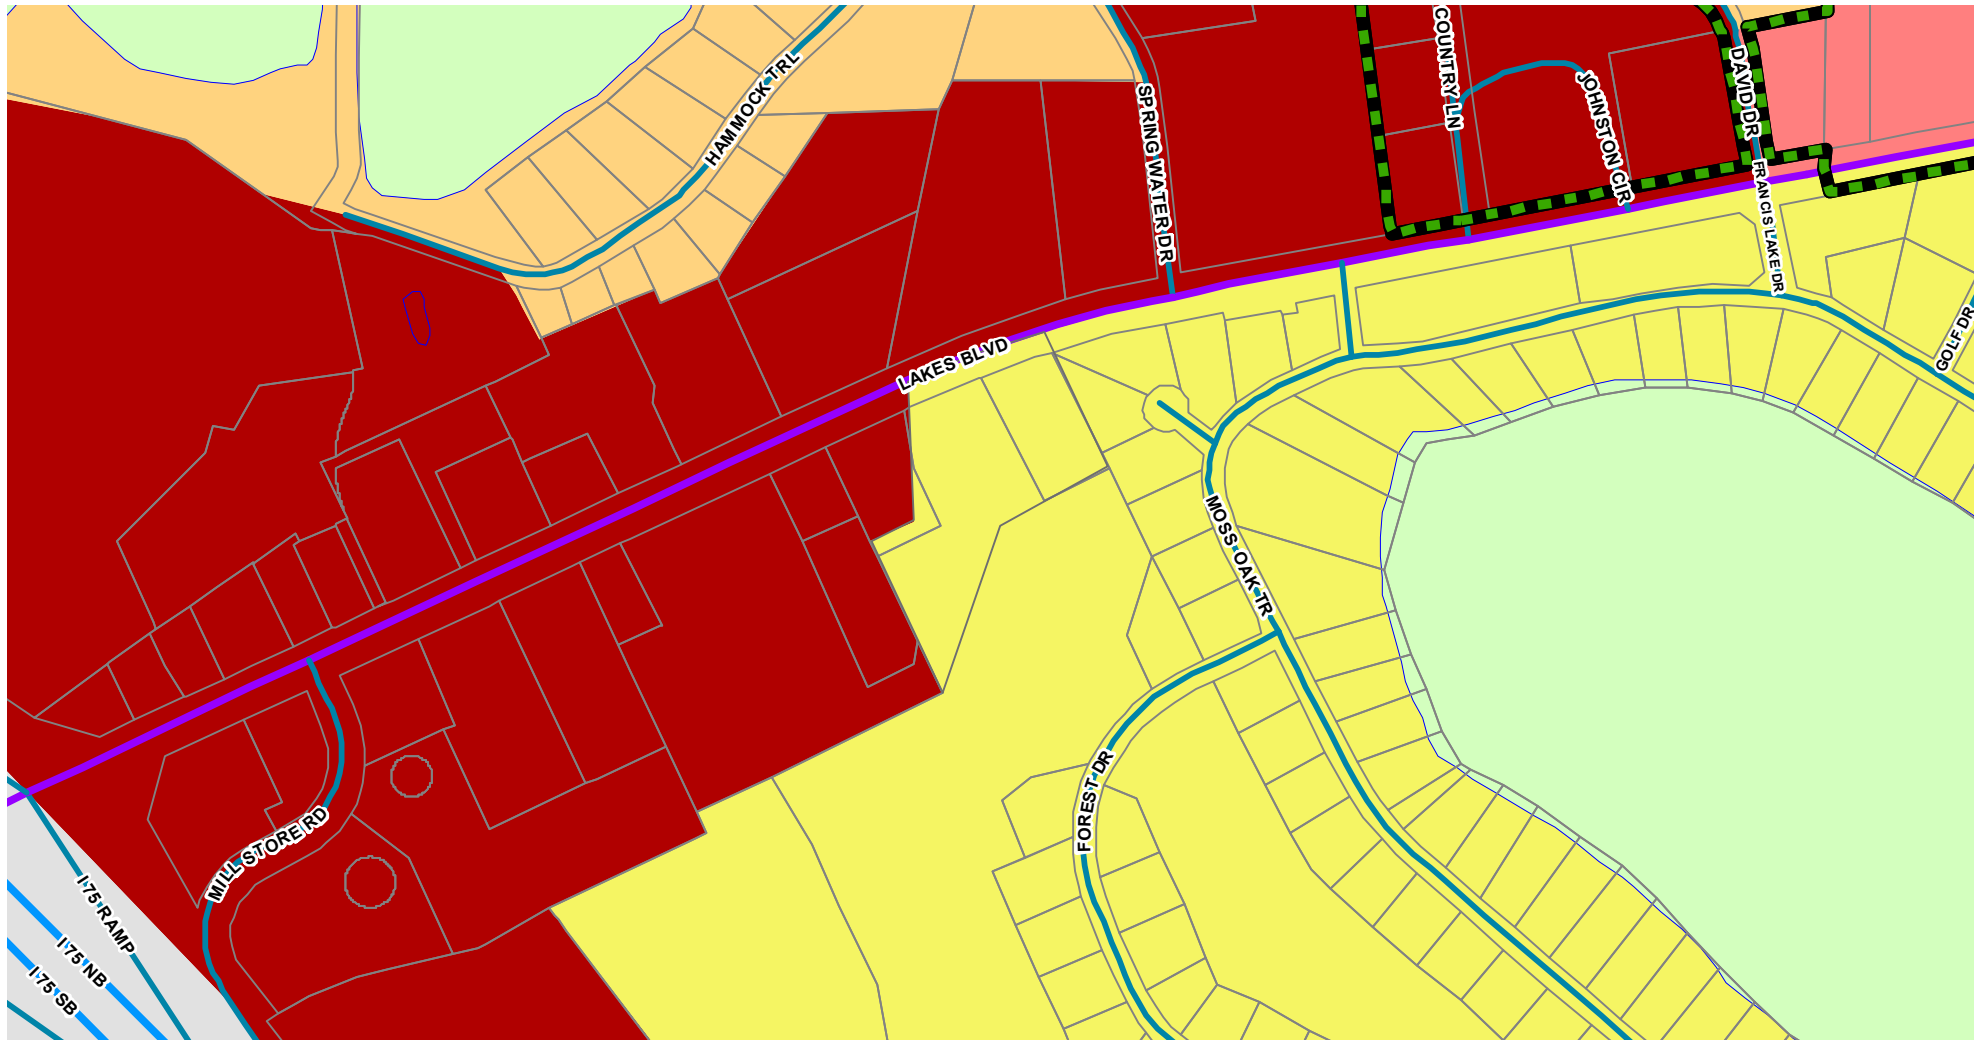 HAMMOCK TRL
SPRING WATER DR
COUNTRY LN
JOHNSTON CIR
DAVID DR
FRANCIS LAKE DR
GOLF DR
LAKES BLVD
MOSS OAK TR
FOREST DR
MILL STORE RD
I 75 RAMP
I 75 NB
I 75 SB